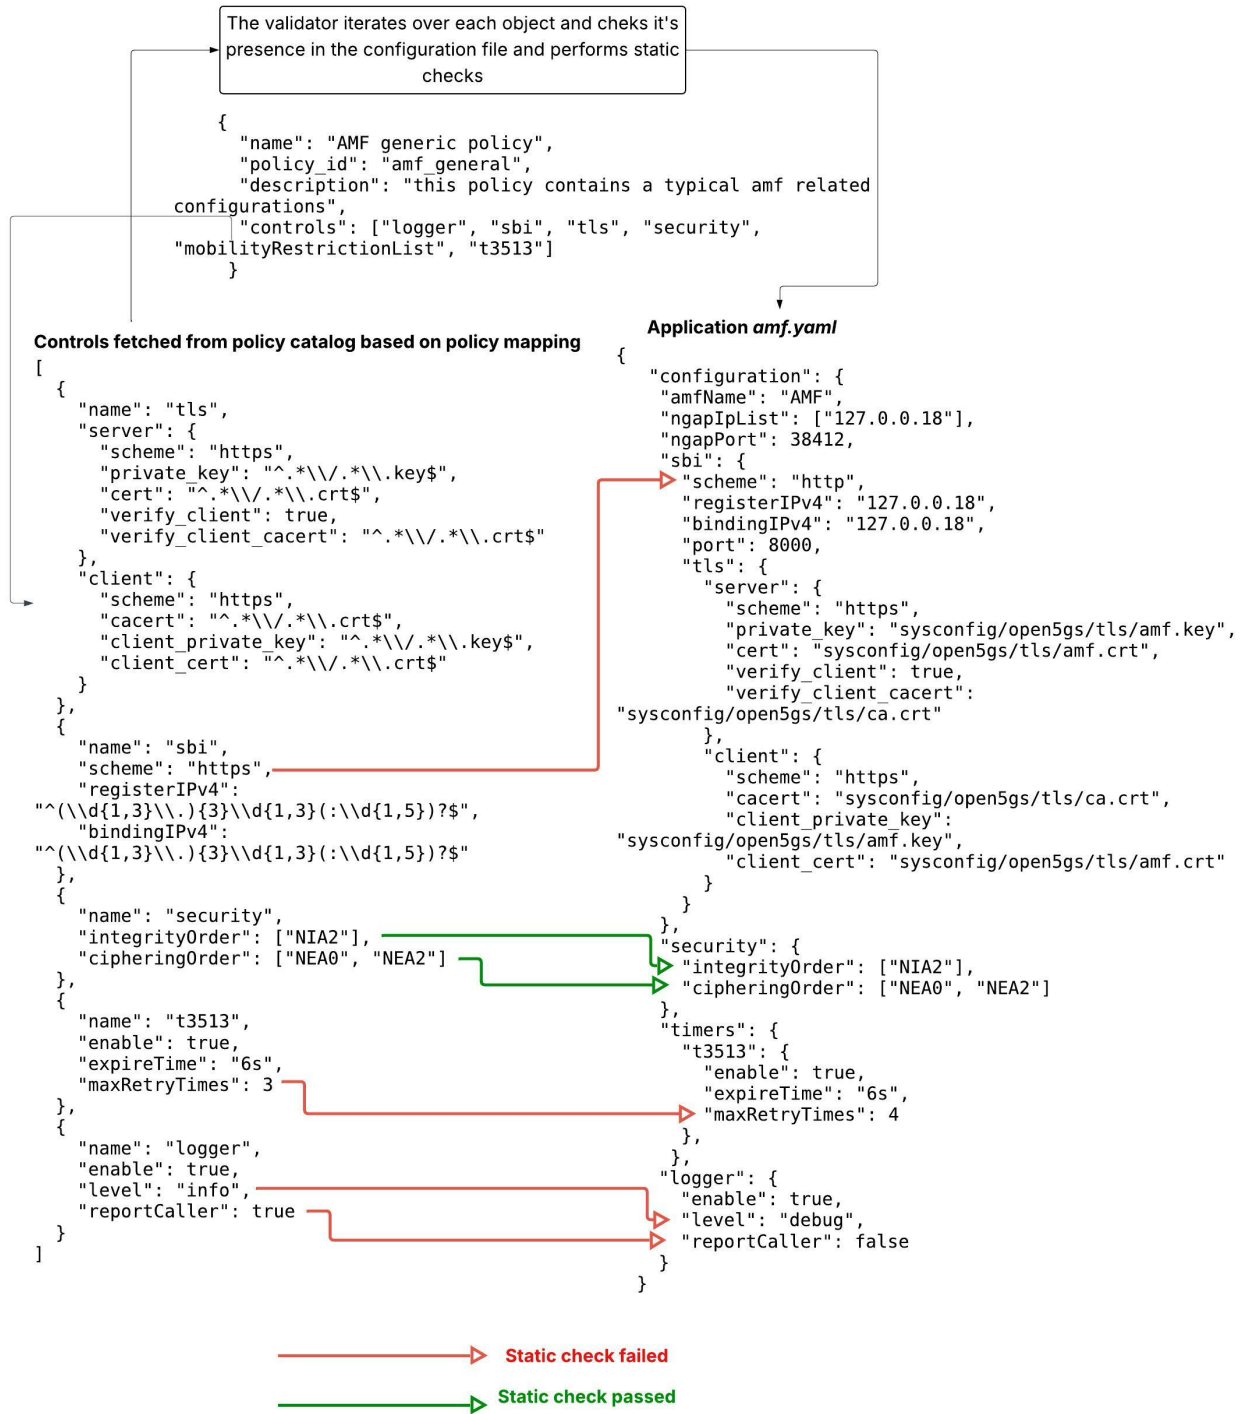 The validator iterates over each object and cheks it's
presence in the configuration file and performs static
checks
{
"name": "AMF generic policy",
"policy_id": "amf_general",
"description": "this policy contains a typical amf related
configurations",
"controls": ["logger", "sbi", "tls", "security",
"mobilityRestrictionList", "t3513"]
}
Controls fetched from policy catalog based on policy mapping
[
{
"name": "tls",
"server": {
"scheme": "https",
"private_key": "^.*\\/.*\\.key$",
"cert": "^.*\\/.*\\.crt$",
"verify_client": true,
"verify_client_cacert": "^.*\\/.*\\.crt$"
},
"client": {
"scheme": "https",
"cacert": "^.*\\/.*\\.crt$",
"client_private_key": "^.*\\/.*\\.key$",
"client_cert": "^.*\\/.*\\.crt$"
}
},
{
"name": "sbi",
"scheme": "https",
"registerIPv4":
"^(\\d{1,3}\\.){3}\\d{1,3}(:\\d{1,5})?$",
"bindingIPv4":
"^(\\d{1,3}\\.){3}\\d{1,3}(:\\d{1,5})?$"
},
{
"name": "security",
"integrityOrder": ["NIA2"],
"cipheringOrder": ["NEA0", "NEA2"]
},
{
"name": "t3513",
"enable": true,
"expireTime": "6s",
"maxRetryTimes": 3
},
{
"name": "logger",
"enable": true,
"level": "info",
"reportCaller": true
}
]
Application amf.yaml
{
"configuration": {
"amfName": "AMF",
"ngapIpList": ["127.0.0.18"],
"ngapPort": 38412,
"sbi": {
"scheme": "http",
"registerIPv4": "127.0.0.18",
"bindingIPv4": "127.0.0.18",
"port": 8000,
"tls": {
"server": {
"scheme": "https",
"private_key": "sysconfig/open5gs/tls/amf.key",
"cert": "sysconfig/open5gs/tls/amf.crt",
"verify_client": true,
"verify_client_cacert":
"sysconfig/open5gs/tls/ca.crt"
},
"client": {
"scheme": "https",
"cacert": "sysconfig/open5gs/tls/ca.crt",
"client_private_key":
"sysconfig/open5gs/tls/amf.key",
"client_cert": "sysconfig/open5gs/tls/amf.crt"
}
}
},
"security": {
"integrityOrder": ["NIA2"],
"cipheringOrder": ["NEA0", "NEA2"]
},
"timers": {
"t3513": {
"enable": true,
"expireTime": "6s",
"maxRetryTimes": 4
},
},
"logger": {
"enable": true,
"level": "debug",
"reportCaller": false
}
}
Static check failed
Static check passed